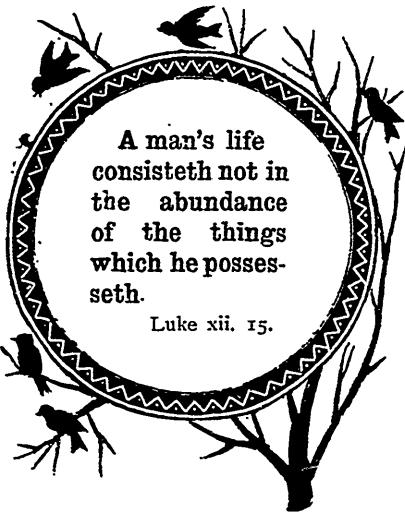 A man's life
consisteth not in
the abundance
of the things
which he posses-
seth.
Luke xii. 15.